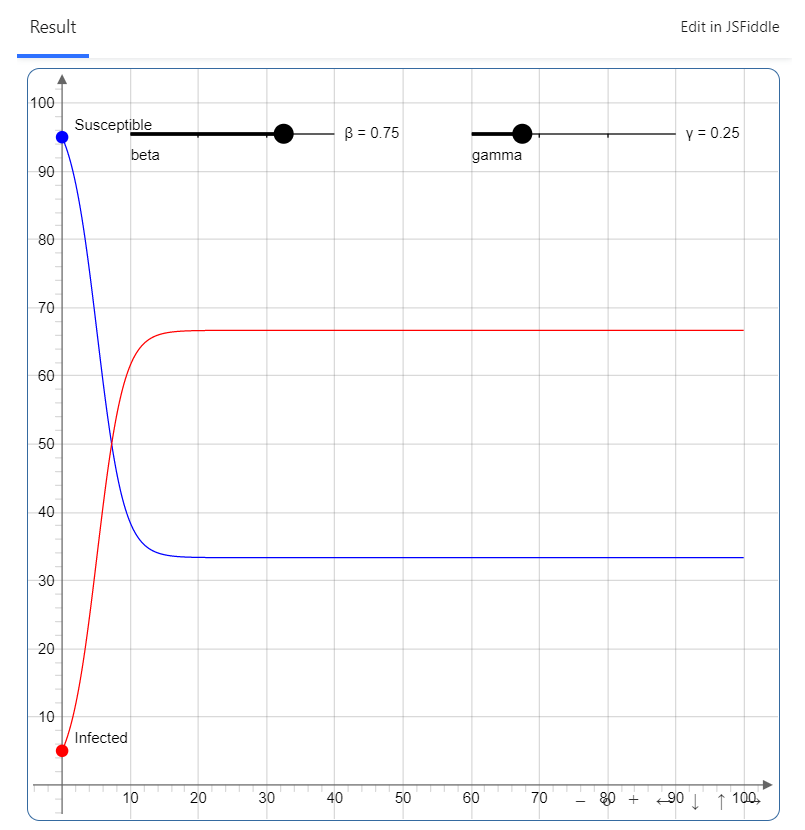 Result
Edit in JSFiddle
100
Susceptible
β = 0.75
γ = 0.25
beta
gamma
90
80
70
60
50
40
30
20
10
Infected
10 20 30 40 50 60 70 80 90 100
− o + ← ↓ ↑ →